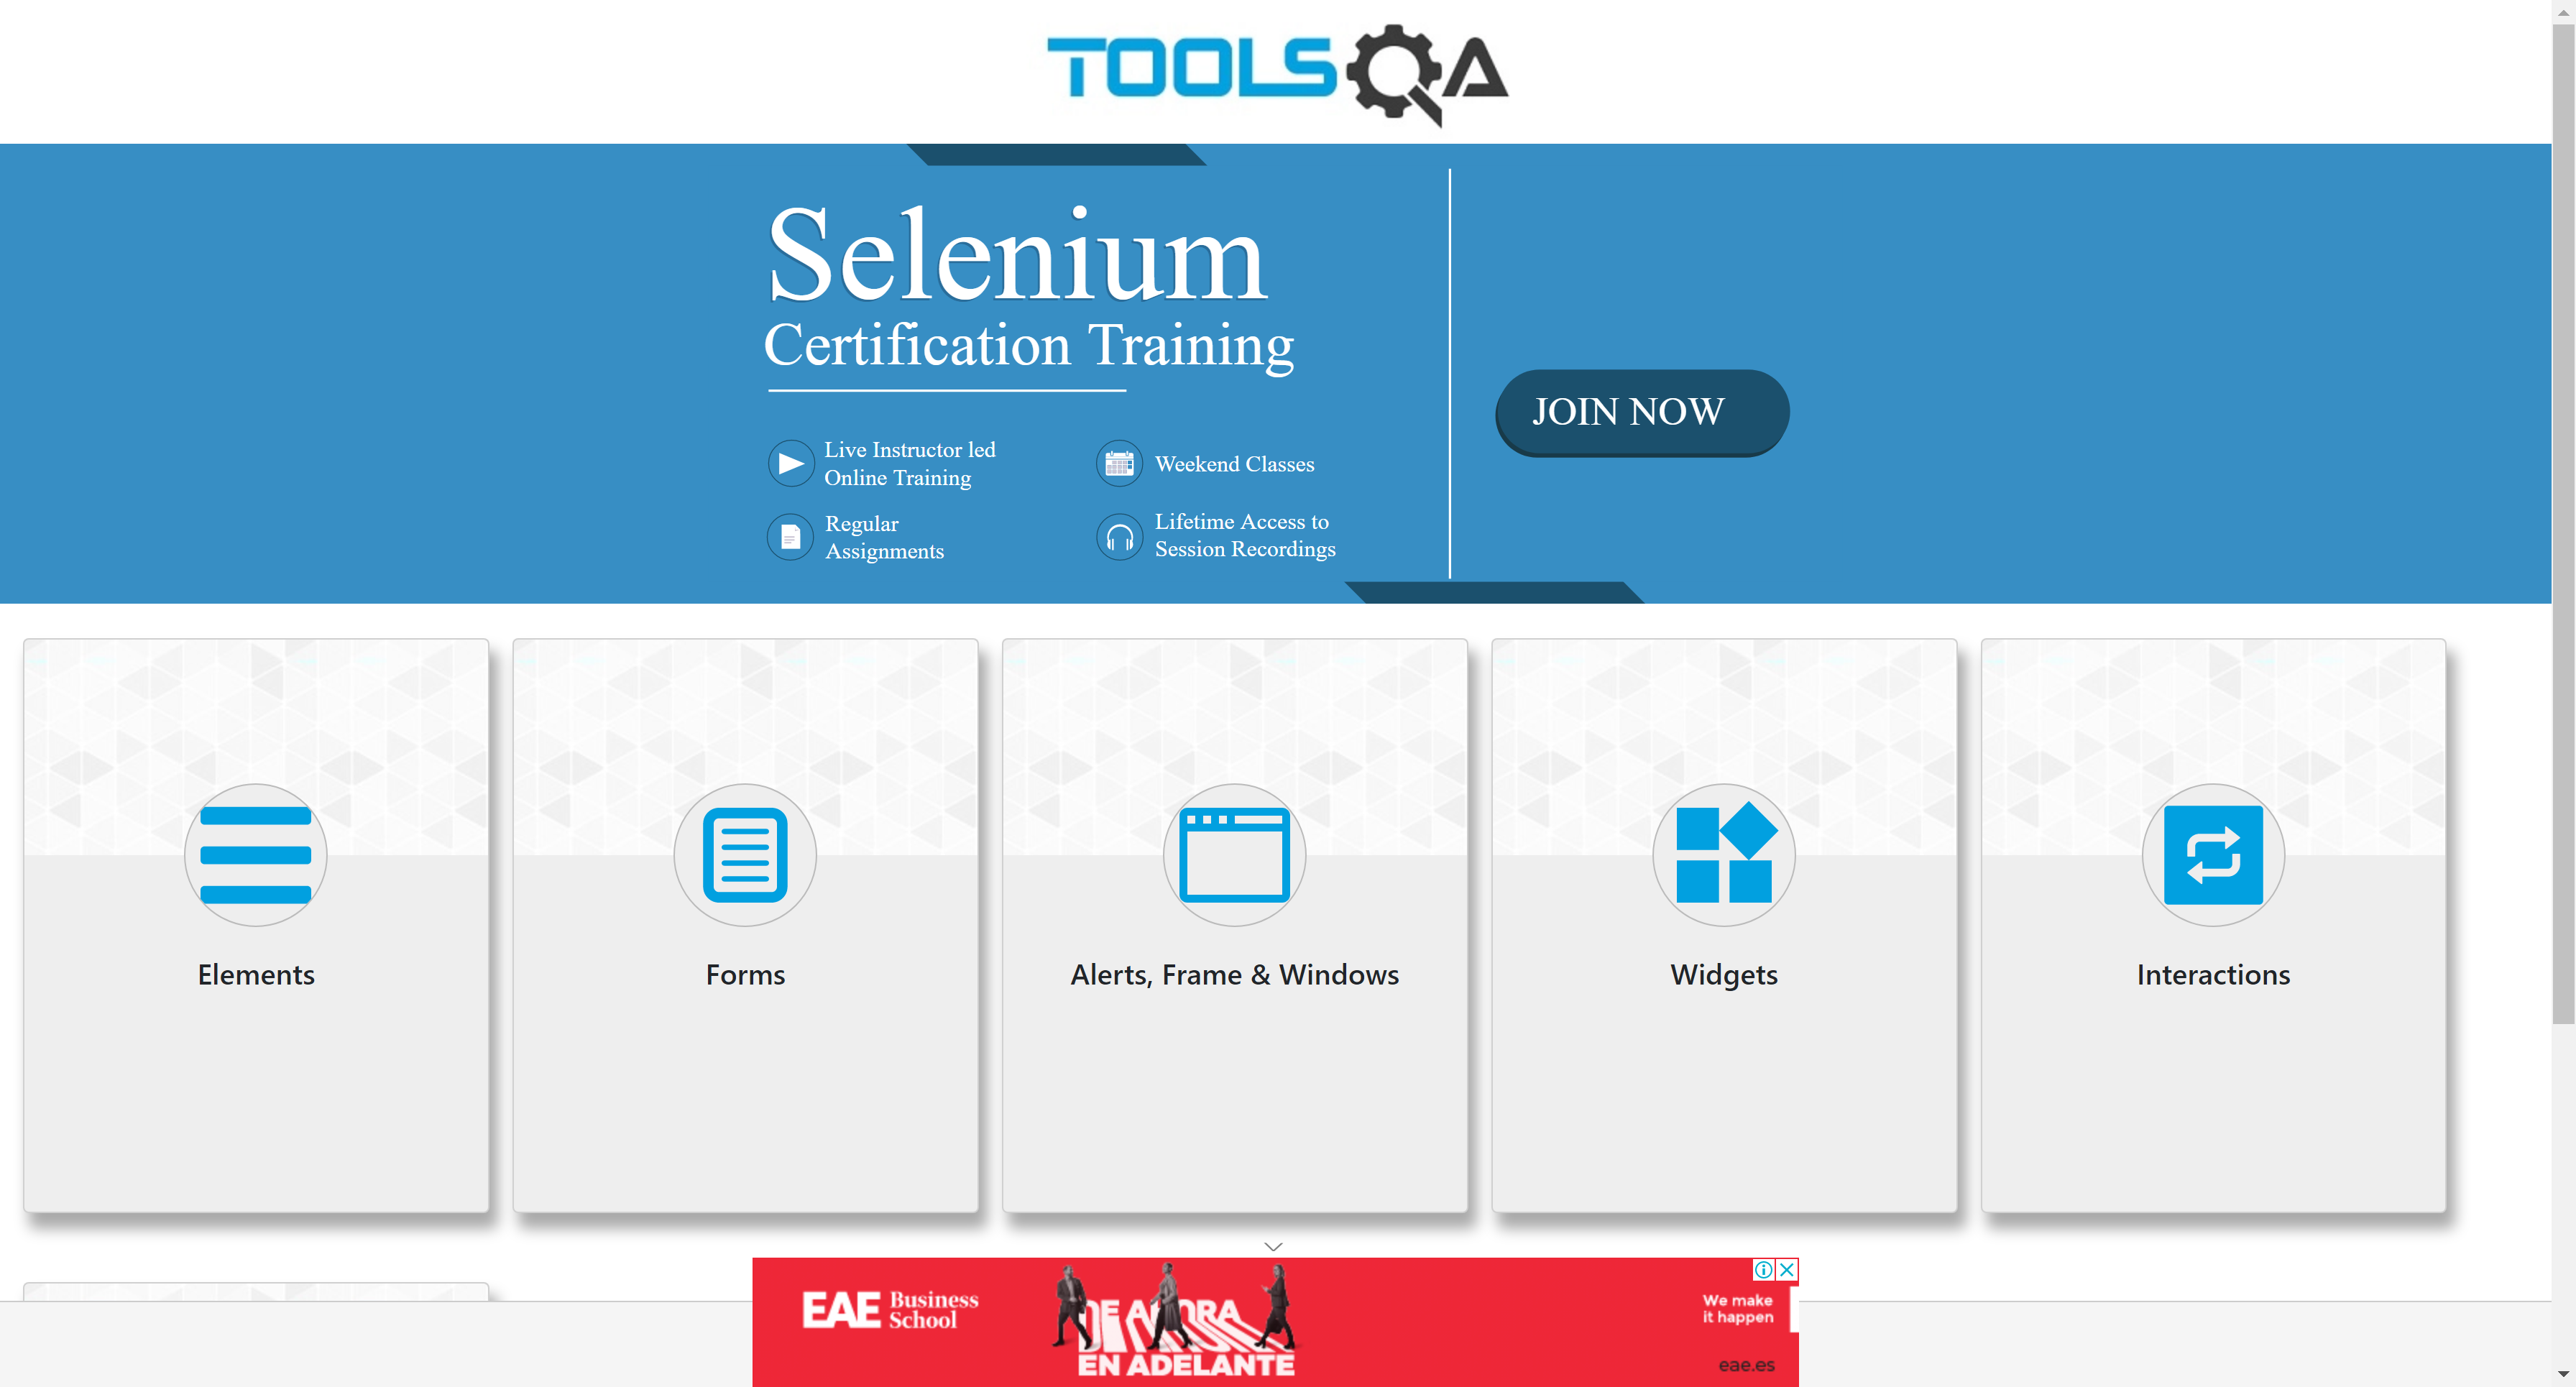 TOOLSQA
Selenium
Certification Training
JOIN NOW
Live Instructor led
Online Training
Weekend Classes
Regular
Assignments
Lifetime Access to
Session Recordings
Elements
Forms
Alerts, Frame & Windows
Widgets
Interactions
EAE Business
School
DE AHORA
EN ADELANTE
We make
it happen
eae.es